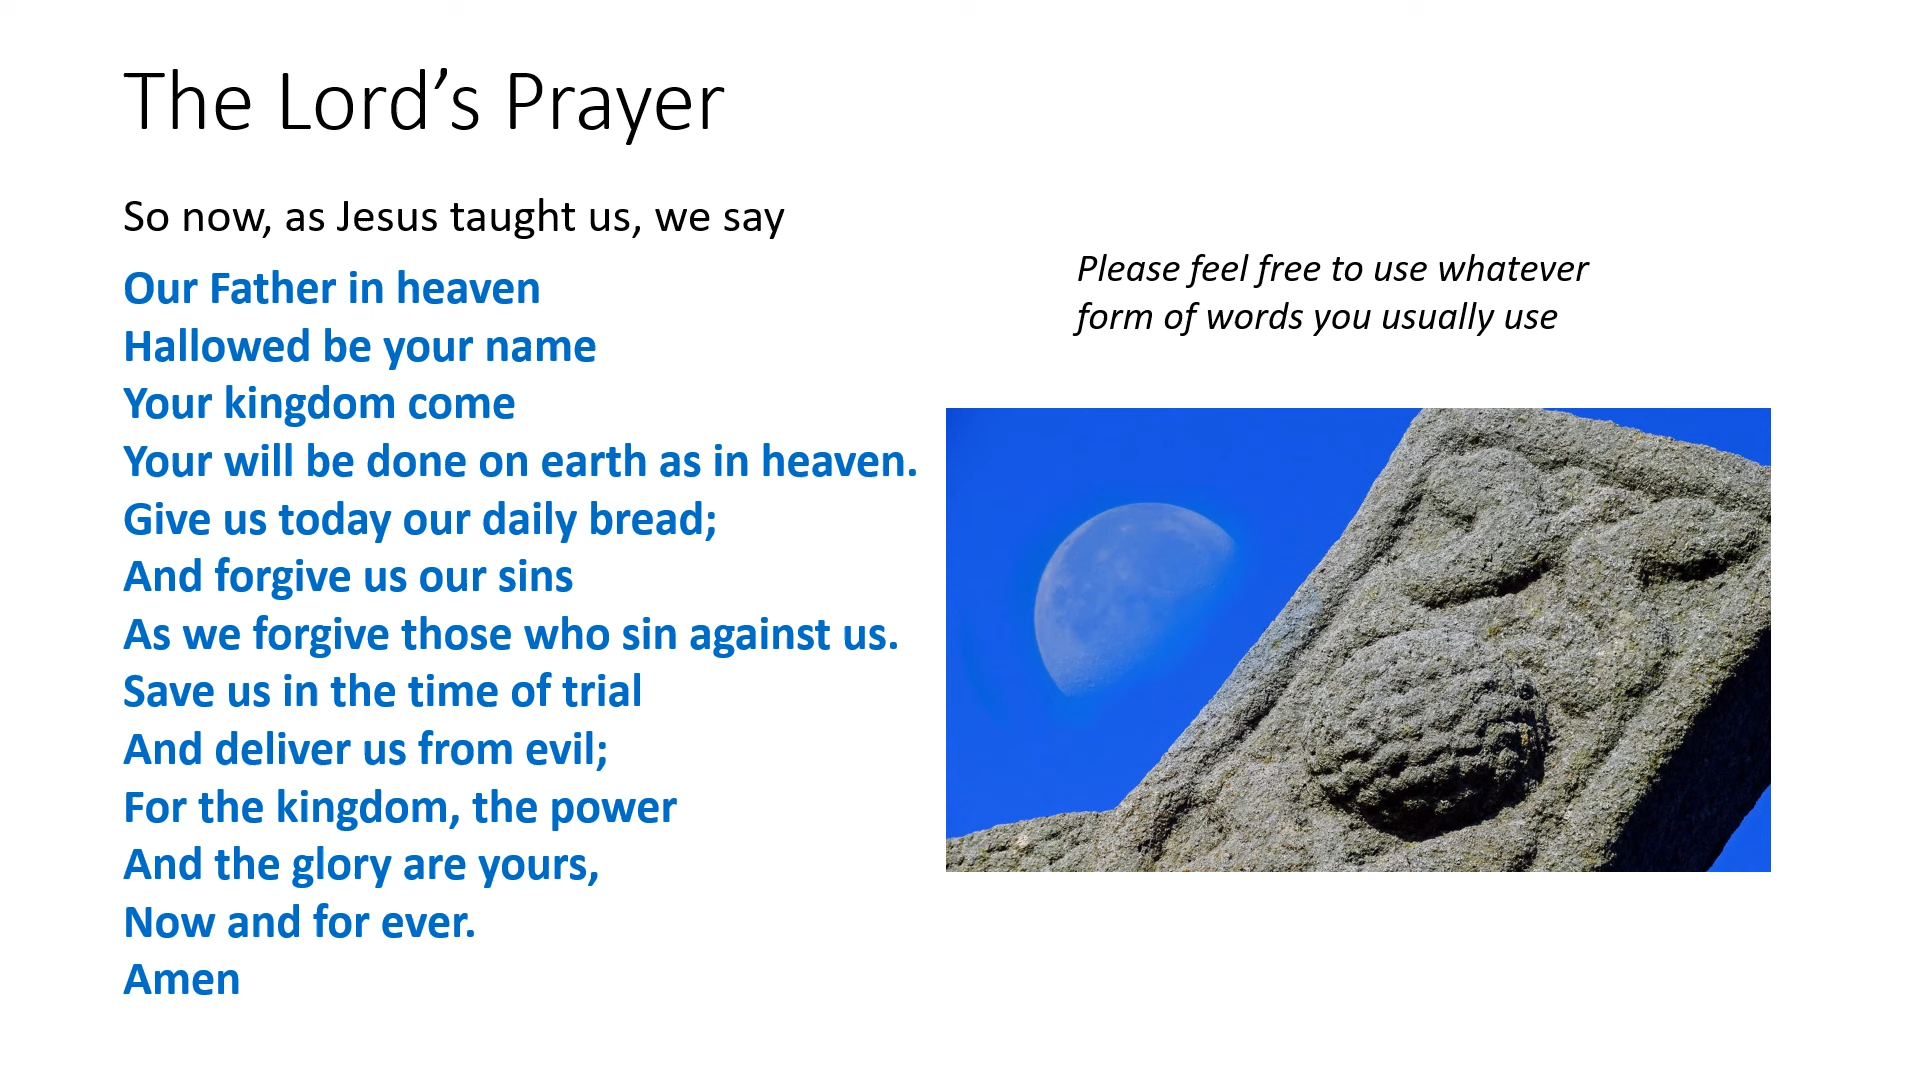 The Lord’s Prayer
So now, as Jesus taught us, we say
Our Father in heaven
Hallowed be your name
Your kingdom come
Your will be done on earth as in heaven.
Give us today our daily bread;
And forgive us our sins
As we forgive those who sin against us.
Save us in the time of trial
And deliver us from evil;
For the kingdom, the power
And the glory are yours,
Now and for ever.
Amen
Please feel free to use whatever
form of words you usually use